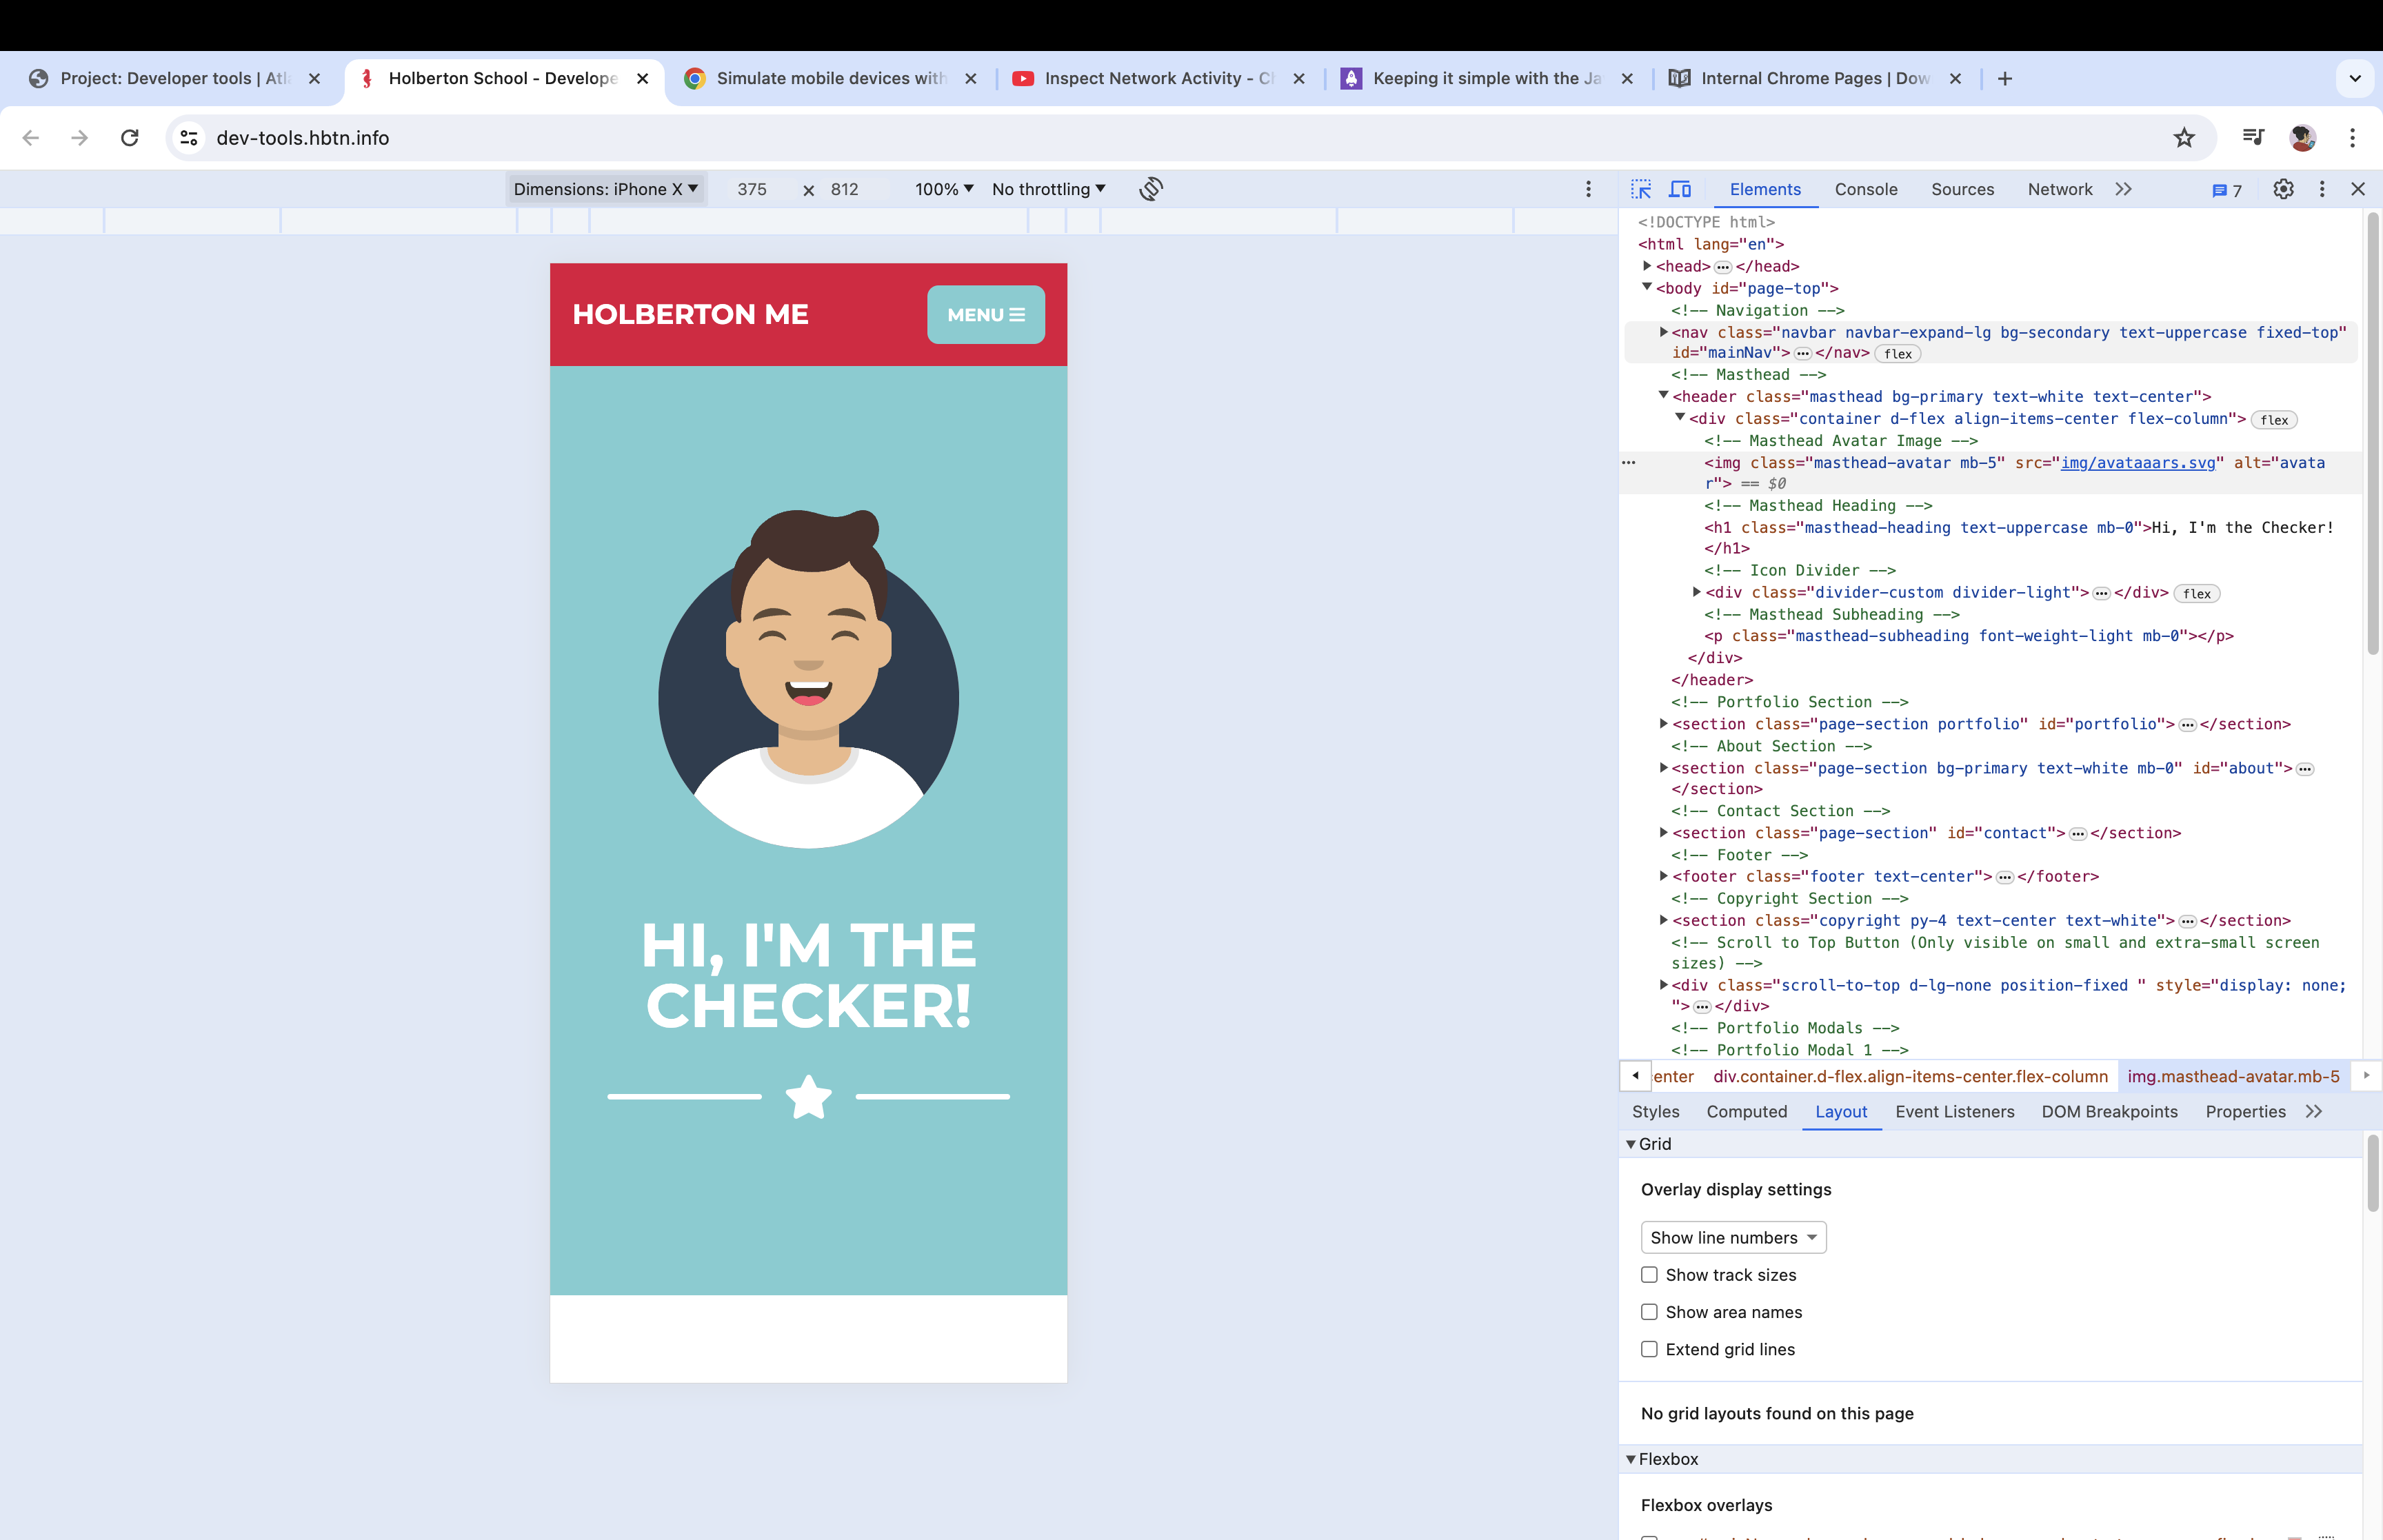 Project: Developer tools | Atla
Holberton School - Develope
Simulate mobile devices with
Inspect Network Activity - Ch
Keeping it simple with the Ja
Internal Chrome Pages | Dow
dev-tools.hbtn.info
Dimensions: iPhone X 375 × 812 100% No throttling
Elements Console Sources Network 7
HOLBERTON ME
MENU
HI, I'M THE
CHECKER!
<!DOCTYPE html>
<html lang="en">
<head> ••• </head>
<body id="page-top">
<!-- Navigation -->
<nav class="navbar navbar-expand-lg bg-secondary text-uppercase fixed-top"
id="mainNav"> ••• </nav> flex
<!-- Masthead -->
<header class="masthead bg-primary text-white text-center">
<div class="container d-flex align-items-center flex-column"> flex
<!-- Masthead Avatar Image -->
••• <img class="masthead-avatar mb-5" src="img/avataaars.svg" alt="avata
r"> == $0
<!-- Masthead Heading -->
<h1 class="masthead-heading text-uppercase mb-0">Hi, I'm the Checker!
</h1>
<!-- Icon Divider -->
<div class="divider-custom divider-light"> ••• </div> flex
<!-- Masthead Subheading -->
<p class="masthead-subheading font-weight-light mb-0"></p>
</div>
</header>
<!-- Portfolio Section -->
<section class="page-section portfolio" id="portfolio"> ••• </section>
<!-- About Section -->
<section class="page-section bg-primary text-white mb-0" id="about"> •••
</section>
<!-- Contact Section -->
<section class="page-section" id="contact"> ••• </section>
<!-- Footer -->
<footer class="footer text-center"> ••• </footer>
<!-- Copyright Section -->
<section class="copyright py-4 text-center text-white"> ••• </section>
<!-- Scroll to Top Button (Only visible on small and extra-small screen
sizes) -->
<div class="scroll-to-top d-lg-none position-fixed " style="display: none;
"> ••• </div>
<!-- Portfolio Modals -->
<!-- Portfolio Modal 1 -->
enter div.container.d-flex.align-items-center.flex-column img.masthead-avatar.mb-5
Styles Computed Layout Event Listeners DOM Breakpoints Properties
Grid
Overlay display settings
Show line numbers
Show track sizes
Show area names
Extend grid lines
No grid layouts found on this page
Flexbox
Flexbox overlays